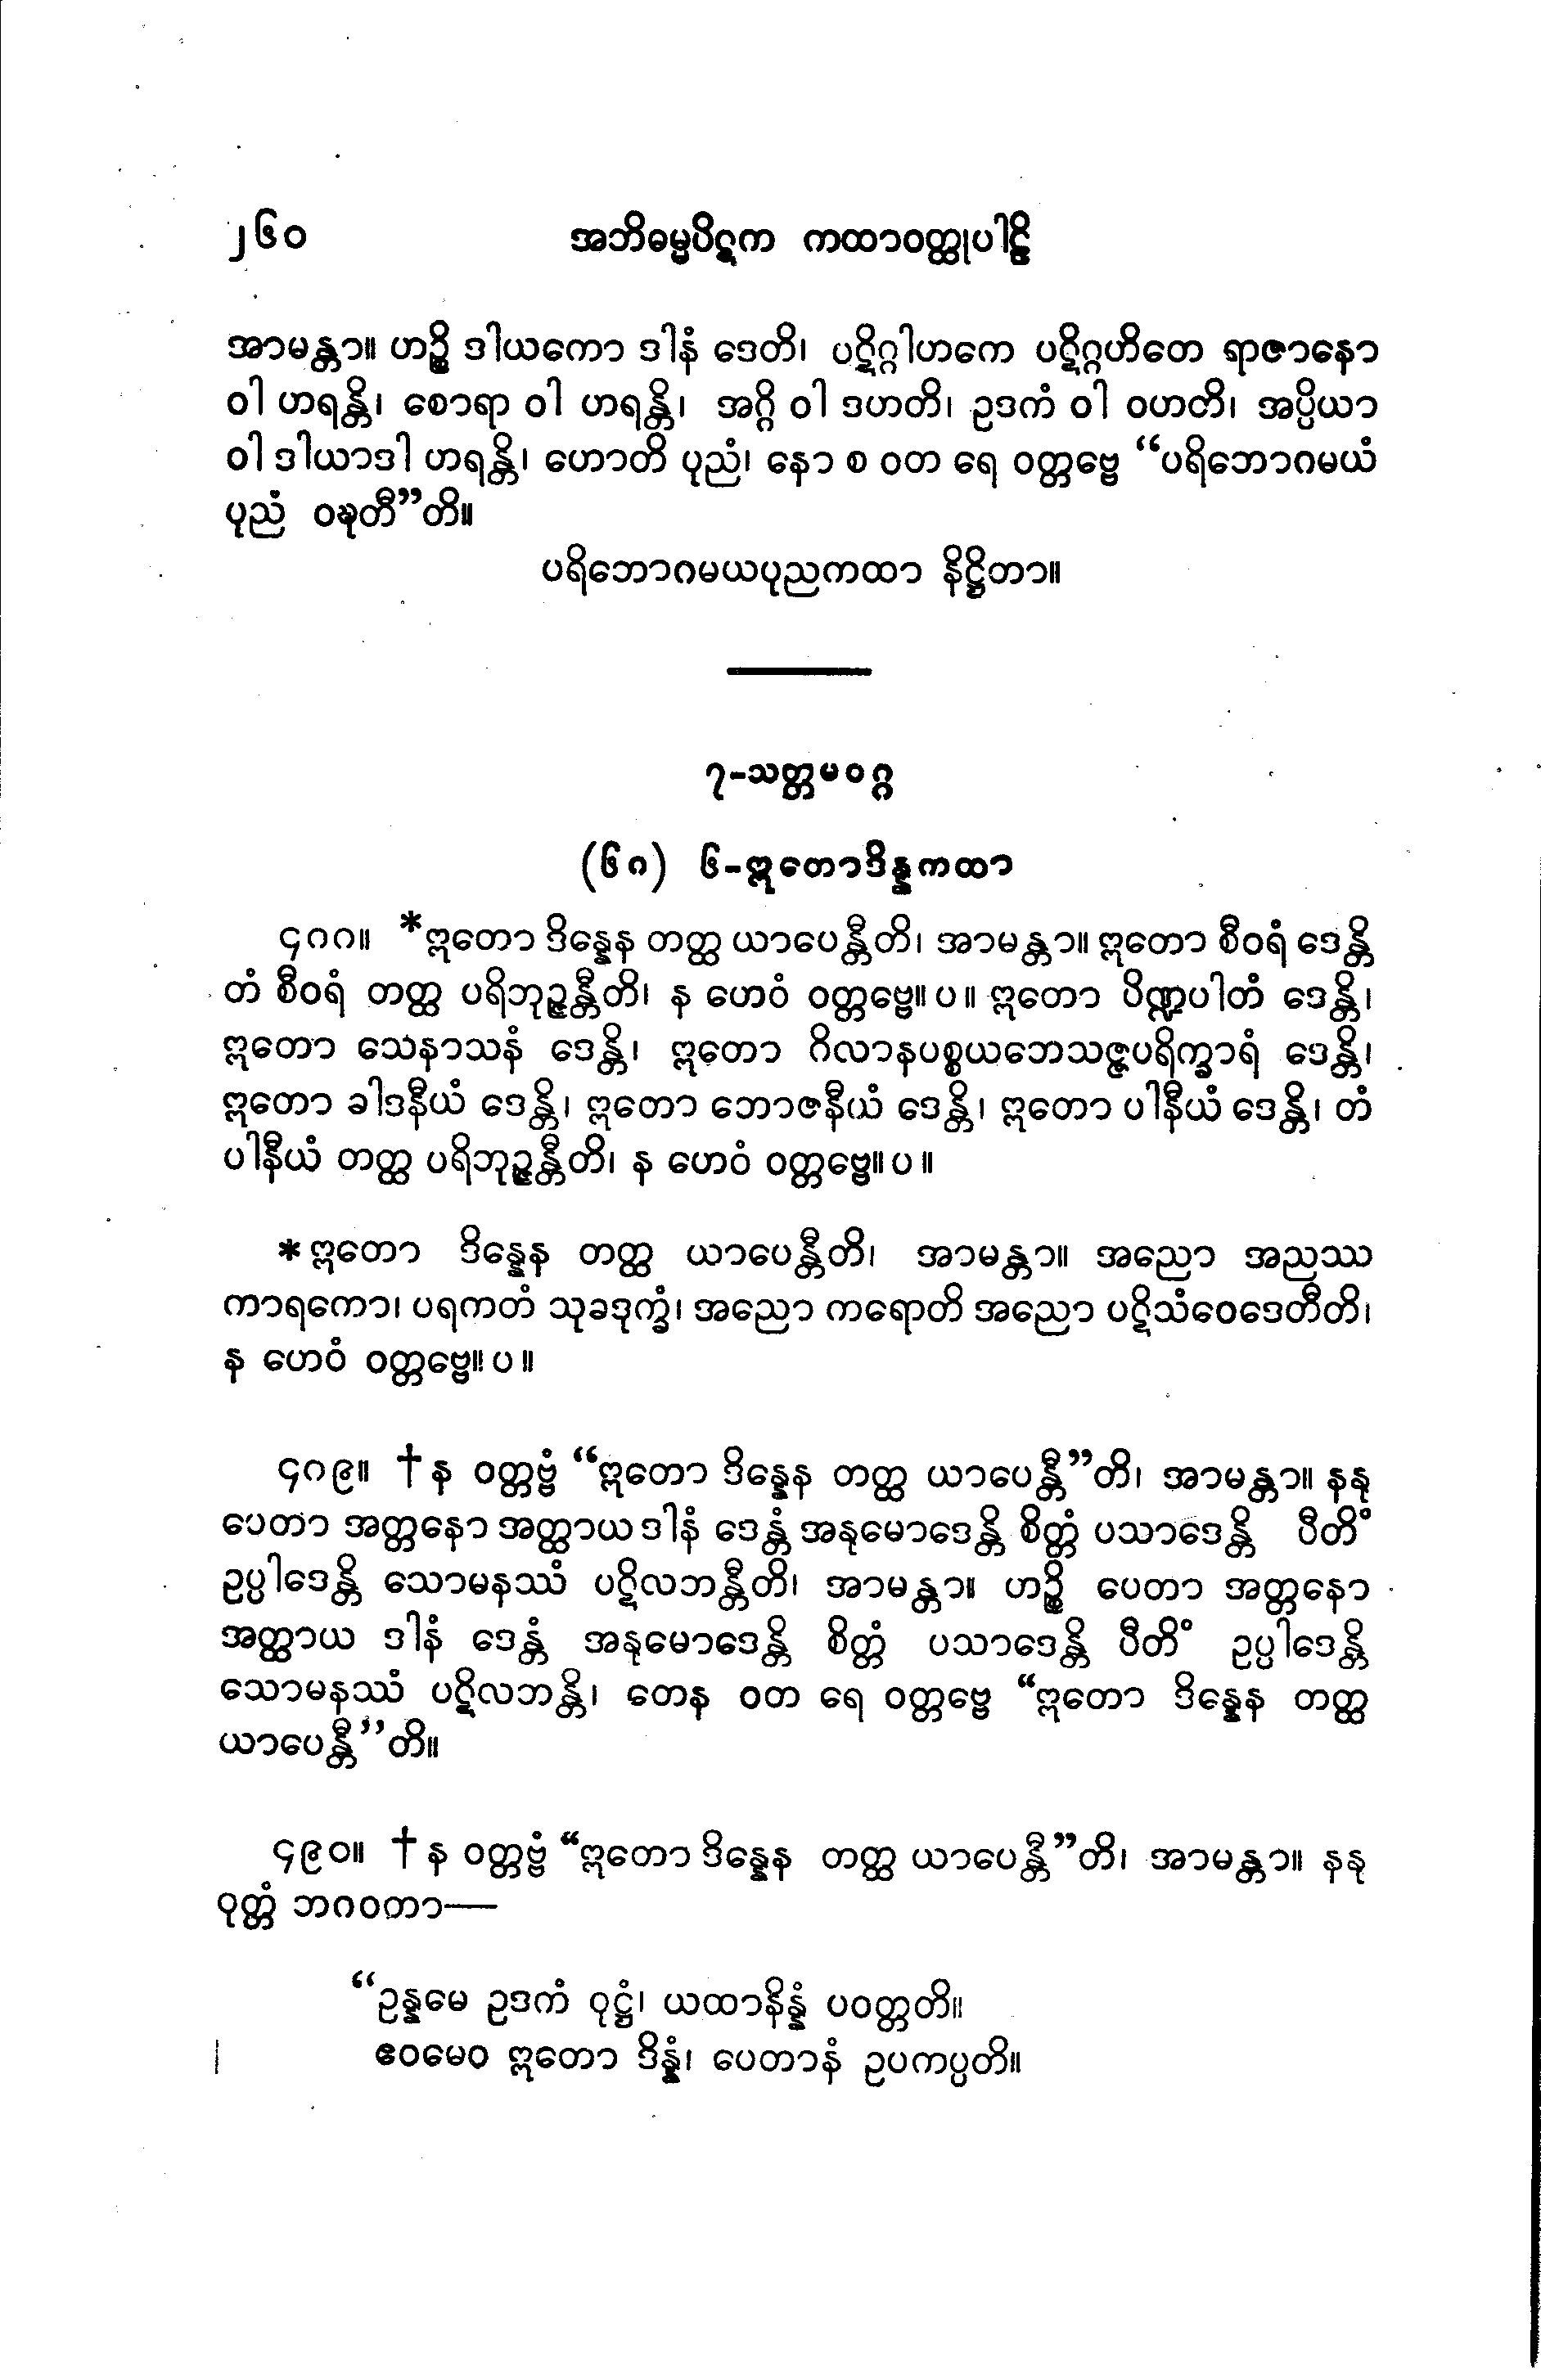 ၂၆၀ အဘိဓမ္မပိဋက ကထာဝတ္ထုပါဠိ
အာမန္တာ။ ဟဉ္စိ ဒါယကော ဒါနံ ဒေတိ၊ ပဋိဂ္ဂါဟကေ ပဋိဂ္ဂဟိတေ ရာဇာနော
ဝါ ဟရန္တိ၊ စောရာ ဝါ ဟရန္တိ၊ အဂ္ဂိ ဝါ ဒဟတိ၊ ဥဒကံ ဝါ ဝဟတိ၊ အပ္ပိယာ
ဝါ ဒါယာဒါ ဟရန္တိ၊ ဟောတိ ပုညံ၊ နော စ ဝတ ရေ ဝတ္တဗ္ဗေ “ပရိဘောဂမယံ
ပုညံ ဝဍ္ဎတီ”တိ။
ပရိဘောဂမယပုညကထာ နိဋ္ဌိတာ။
၇-သတ္တမဝဂ္ဂ
(၆၈) ၆-ဣတောဒိန္နကထာ
၄၈၈။ *ဣတော ဒိန္နေန တတ္ထ ယာပေန္တီတိ၊ အာမန္တာ။ ဣတော စီဝရံ ဒေန္တိ
တံ စီဝရံ တတ္ထ ပရိဘုဉ္ဇန္တီတိ၊ န ဟေဝံ ဝတ္တဗ္ဗေ။ ပ ။ ဣတော ပိဏ္ဍပါတံ ဒေန္တိ၊
ဣတော သေနာသနံ ဒေန္တိ၊ ဣတော ဂိလာနပစ္စယဘေသဇ္ဇပရိက္ခာရံ ဒေန္တိ၊
ဣတော ခါဒနီယံ ဒေန္တိ၊ ဣတော ဘောဇနီယံ ဒေန္တိ၊ ဣတော ပါနီယံ ဒေန္တိ၊ တံ
ပါနီယံ တတ္ထ ပရိဘုဉ္ဇန္တီတိ၊ န ဟေဝံ ဝတ္တဗ္ဗေ။ ပ ။
*ဣတော ဒိန္နေန တတ္ထ ယာပေန္တီတိ၊ အာမန္တာ။ အညော အညဿ
ကာရကော၊ ပရကတံ သုခဒုက္ခံ၊ အညော ကရောတိ အညော ပဋိသံဝေဒေတီတိ၊
န ဟေဝံ ဝတ္တဗ္ဗေ။ ပ ။
၄၈၉။ †န ဝတ္တဗ္ဗံ “ဣတော ဒိန္နေန တတ္ထ ယာပေန္တီ”တိ၊ အာမန္တာ။ နနု
ပေတာ အတ္တနော အတ္ထာယ ဒါနံ ဒေန္တံ အနုမောဒေန္တိ စိတ္တံ ပသာဒေန္တိ ပီတိံ
ဥပ္ပါဒေန္တိ သောမနဿံ ပဋိလဘန္တီတိ၊ အာမန္တာ။ ဟဉ္စိ ပေတာ အတ္တနော
အတ္ထာယ ဒါနံ ဒေန္တံ အနုမောဒေန္တိ စိတ္တံ ပသာဒေန္တိ ပီတိံ ဥပ္ပါဒေန္တိ
သောမနဿံ ပဋိလဘန္တိ၊ တေန ဝတ ရေ ဝတ္တဗ္ဗေ “ဣတော ဒိန္နေန တတ္ထ
ယာပေန္တီ”တိ။
၄၉၀။ †န ဝတ္တဗ္ဗံ “ဣတော ဒိန္နေန တတ္ထ ယာပေန္တီ”တိ၊ အာမန္တာ။ နနု
ဝုတ္တံ ဘဂဝတာ—
“ဥန္နမေ ဥဒကံ ဝုဋ္ဌံ၊ ယထာနိန္နံ ပဝတ္တတိ။
ဧဝမေဝ ဣတော ဒိန္နံ၊ ပေတာနံ ဥပကပ္ပတိ။